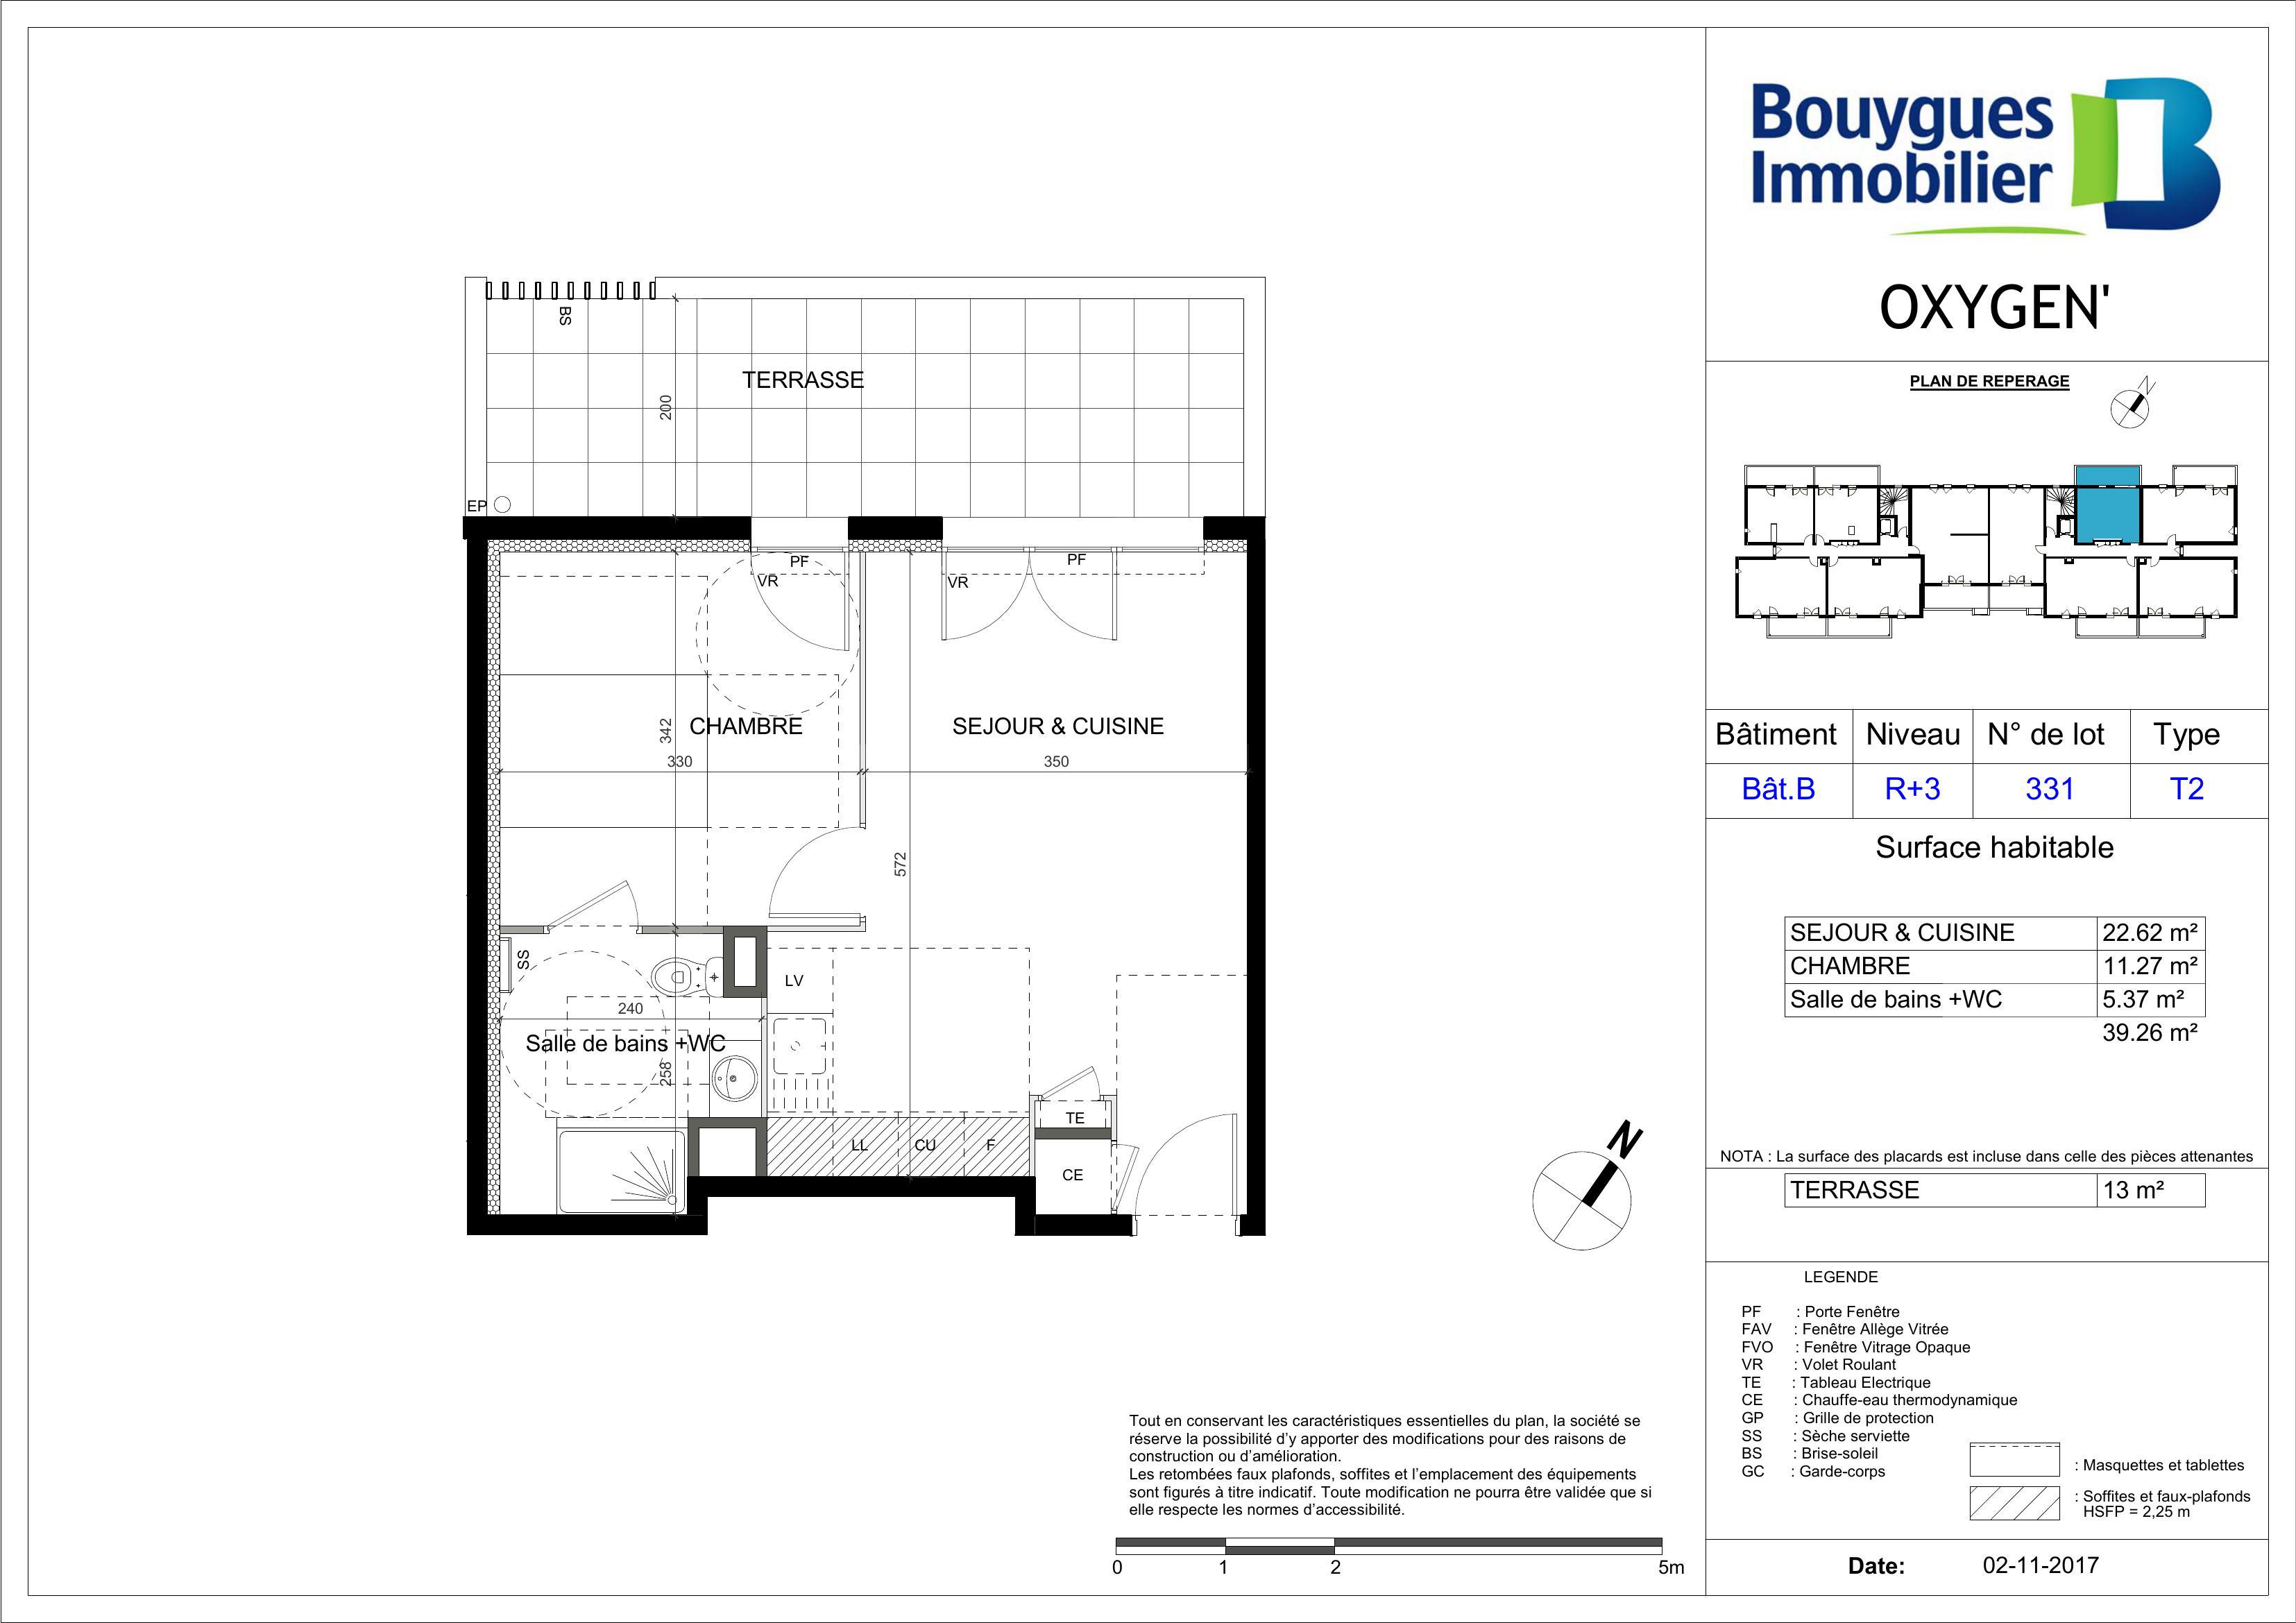 BS
TERRASSE
200
EP
PF
VR
PF
VR
CHAMBRE
342
330
SEJOUR & CUISINE
350
572
SS
LV
240
Salle de bains +WC
258
LL
CU
F
TE
CE
N
Tout en conservant les caractéristiques essentielles du plan, la société se
réserve la possibilité d'y apporter des modifications pour des raisons de
construction ou d'amélioration.
Les retombées faux plafonds, soffites et l'emplacement des équipements
sont figurés à titre indicatif. Toute modification ne pourra être validée que si
elle respecte les normes d'accessibilité.
0 1 2 5m
Bouygues
Immobilier
OXYGEN'
PLAN DE REPERAGE
N
Bâtiment Niveau N° de lot Type
Bât.B R+3 331 T2
Surface habitable
SEJOUR & CUISINE 22.62 m²
CHAMBRE 11.27 m²
Salle de bains +WC 5.37 m²
39.26 m²
NOTA : La surface des placards est incluse dans celle des pièces attenantes
TERRASSE 13 m²
LEGENDE
PF : Porte Fenêtre
FAV : Fenêtre Allège Vitrée
FVO : Fenêtre Vitrage Opaque
VR : Volet Roulant
TE : Tableau Electrique
CE : Chauffe-eau thermodynamique
GP : Grille de protection
SS : Sèche serviette
BS : Brise-soleil
GC : Garde-corps
: Masquettes et tablettes
: Soffites et faux-plafonds
HSFP = 2,25 m
Date: 02-11-2017